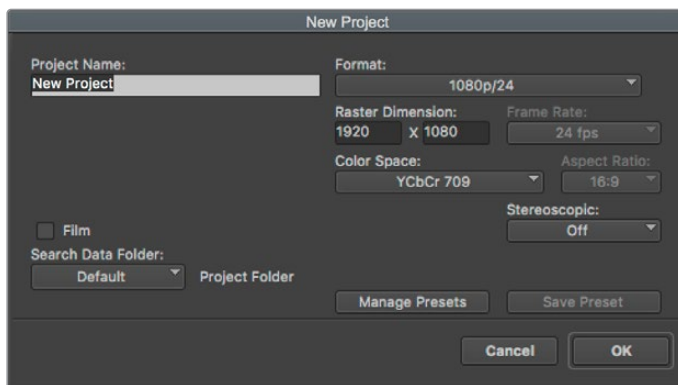 New Project
Project Name:
New Project
Format:
1080p/24
Raster Dimension:
Frame Rate:
1920 x 1080
24 fps
Color Space:
Aspect Ratio:
YCbCr 709
16:9
Stereoscopic:
Film
Off
Search Data Folder:
Default
Project Folder
Manage Presets
Save Preset
Cancel
OK